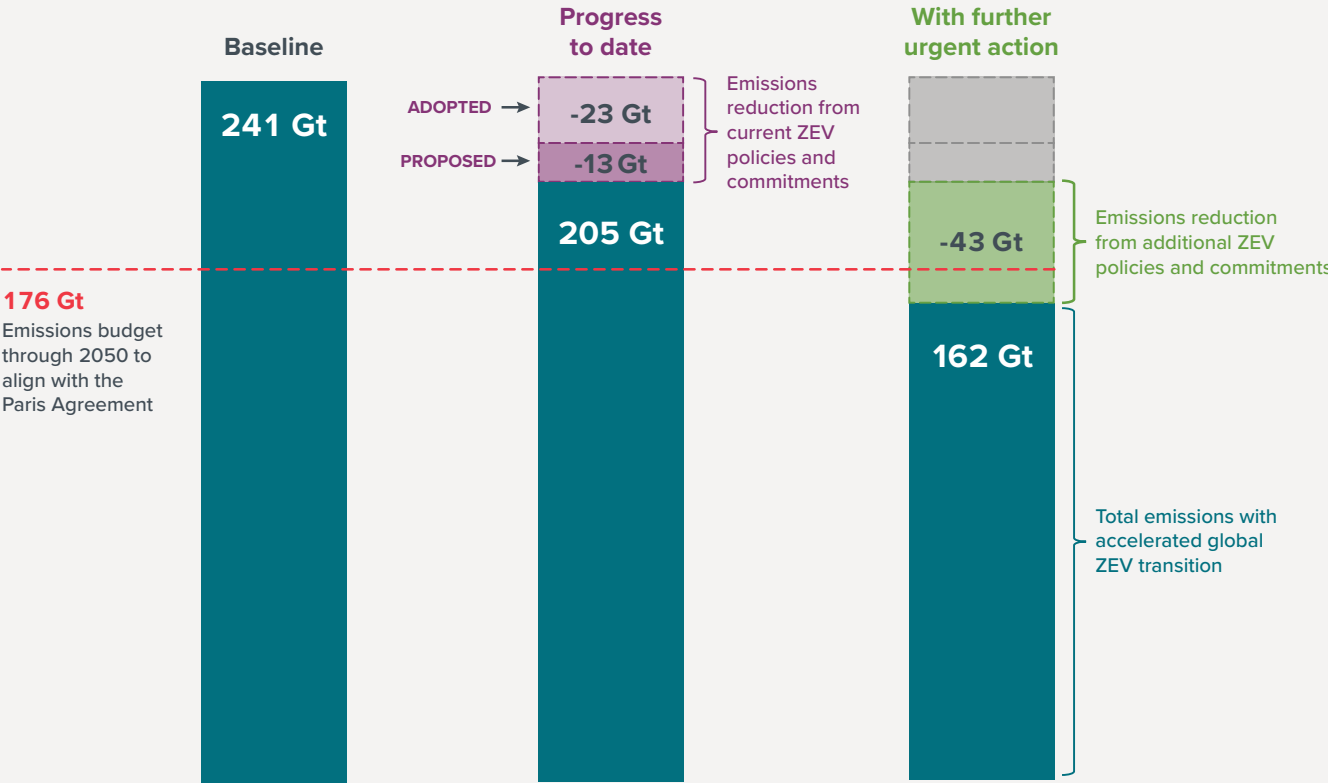 Baseline
241 Gt
Progress
to date
ADOPTED
-23 Gt
PROPOSED
-13 Gt
Emissions
reduction from
current ZEV
policies and
commitments
205 Gt
With further
urgent action
-43 Gt
Emissions reduction
from additional ZEV
policies and commitments
162 Gt
Total emissions with
accelerated global
ZEV transition
176 Gt
Emissions budget
through 2050 to
align with the
Paris Agreement